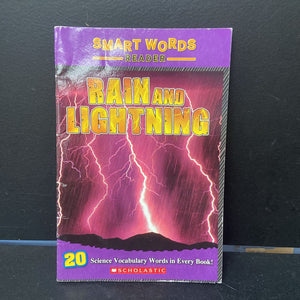 SMART WORDS
READER
RAIN AND
LIGHTNING
20 Science Vocabulary Words in Every Book!
SCHOLASTIC